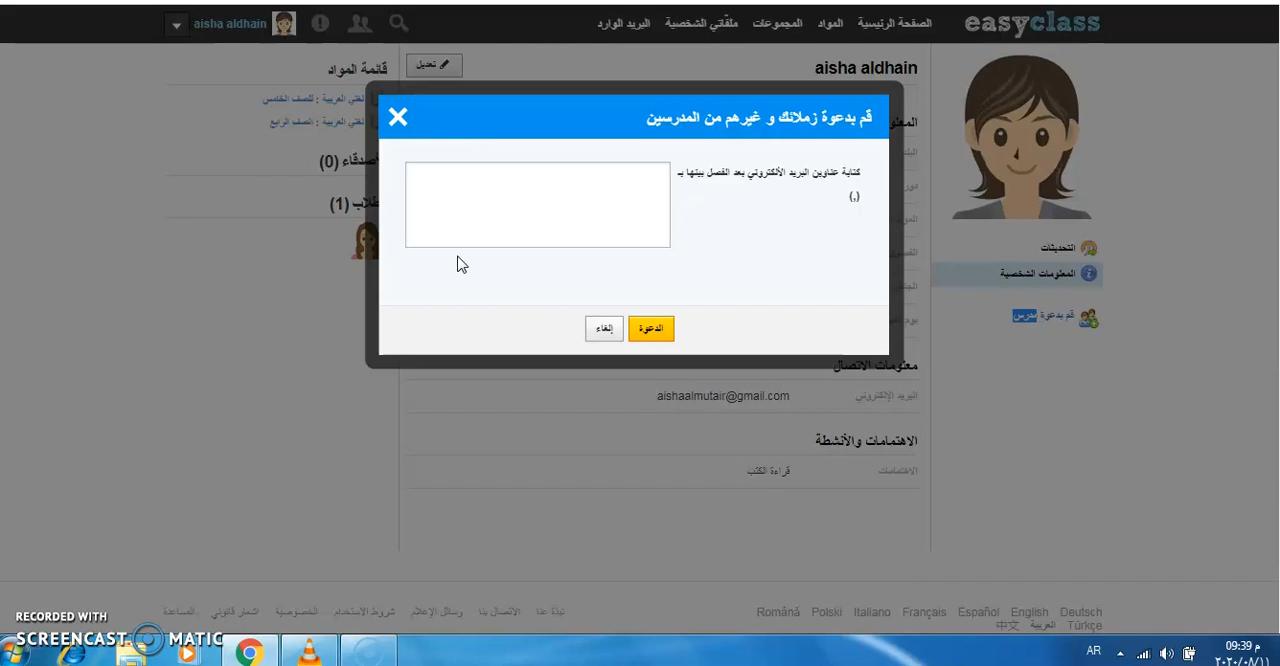 easyclass
الصفحة الرئيسية
المواد
المجموعات
ملفّاتي الشخصية
البريد الوارد
aisha aldhain
aisha aldhain
تعديل
قائمة المواد
لغتي العربية : للصف الخامس
لغتي العربية : الصف الرابع
(0)
(1)
قم بدعوة زملائك و غيرهم من المدرسين
كتابة عناوين البريد الألكتروني بعد الفصل بينها بـ
(,)
الدعوة
إلغاء
التحديثات
المعلومات الشخصية
قم بدعوة مدرس
معلومات الاتصال
البريد الإلكتروني
aishaalmutair@gmail.com
الاهتمامات والأنشطة
الاهتمامات
قراءة الكتب
Deutsch
English
Español
Français
Italiano
Polski
Română
Türkçe
العربية
中文
نبذة عنا
الاتصال بنا
وسائل الإعلام
شروط الاستخدام
الخصوصية
اشعار قانوني
المساعدة
RECORDED WITH
SCREENCAST MATIC
AR
09:39 م